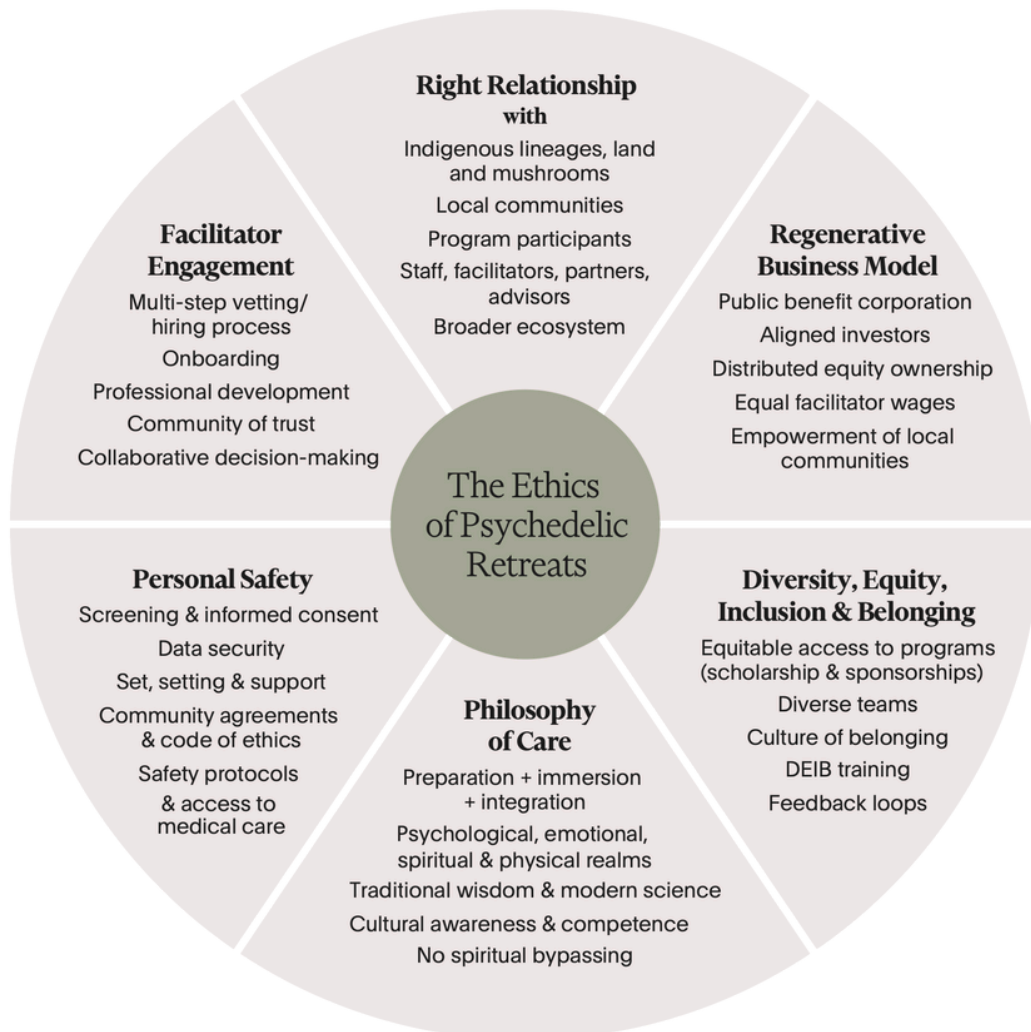 Right Relationship
with
Indigenous lineages, land
and mushrooms
Local communities
Program participants
Staff, facilitators, partners,
advisors
Broader ecosystem
Regenerative
Business Model
Public benefit corporation
Aligned investors
Distributed equity ownership
Equal facilitator wages
Empowerment of local
communities
Diversity, Equity,
Inclusion & Belonging
Equitable access to programs
(scholarship & sponsorships)
Diverse teams
Culture of belonging
DEIB training
Feedback loops
Philosophy
of Care
Preparation + immersion
+ integration
Psychological, emotional,
spiritual & physical realms
Traditional wisdom & modern science
Cultural awareness & competence
No spiritual bypassing
Personal Safety
Screening & informed consent
Data security
Set, setting & support
Community agreements
& code of ethics
Safety protocols
& access to
medical care
Facilitator
Engagement
Multi-step vetting/
hiring process
Onboarding
Professional development
Community of trust
Collaborative decision-making
The Ethics
of Psychedelic
Retreats